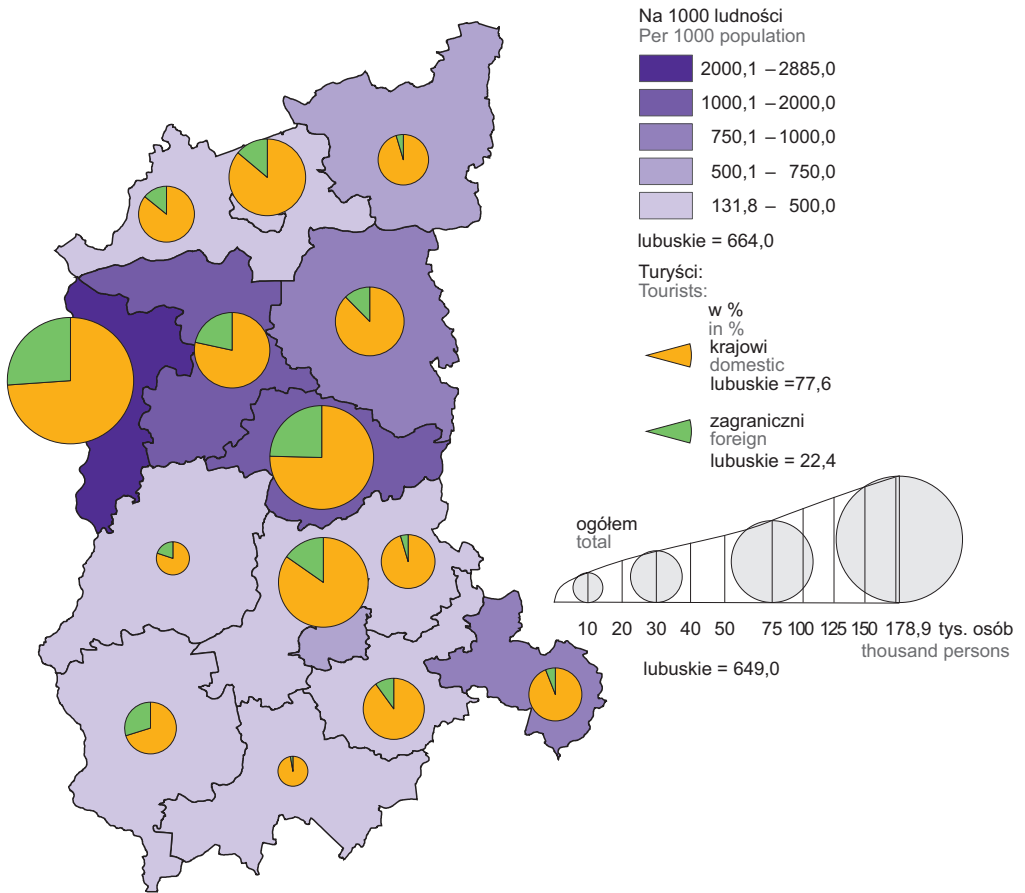 Na 1000 ludności
Per 1000 population
2000,1 – 2885,0
1000,1 – 2000,0
750,1 – 1000,0
500,1 – 750,0
131,8 – 500,0
lubuskie = 664,0
Turyści:
Tourists:
w %
in %
krajowi
domestic
lubuskie =77,6
zagraniczni
foreign
lubuskie = 22,4
ogółem
total
10 20 30 40 50 75 100 125 150 178,9 tys. osób
thousand persons
lubuskie = 649,0